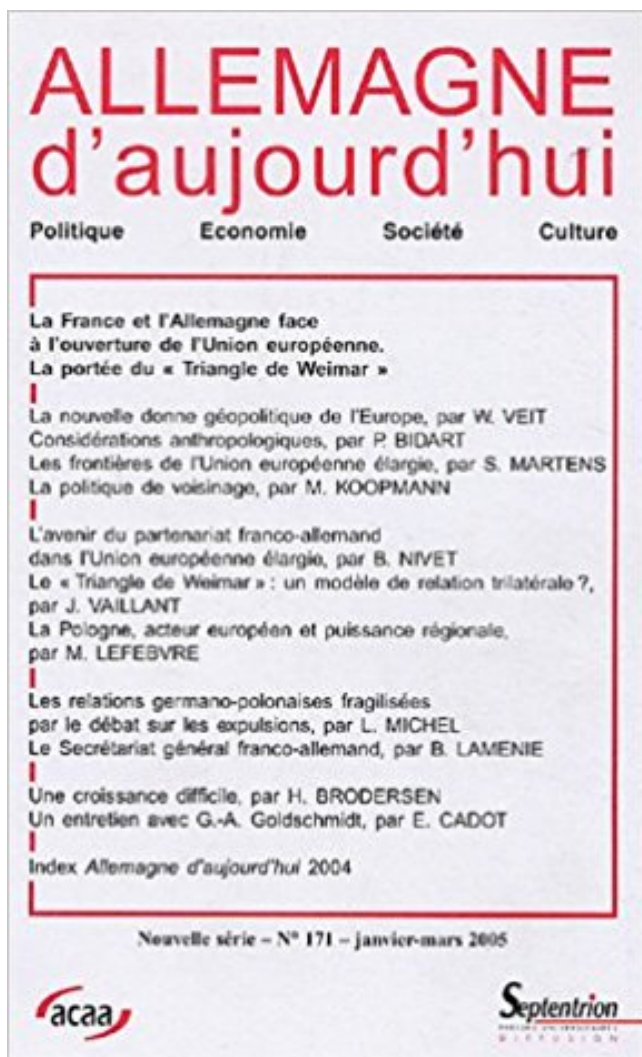 ALLEMAGNE
d'aujourd'hui
Politique Economie Société Culture
La France et l'Allemagne face
à l'ouverture de l'Union européenne.
La portée du « Triangle de Weimar »
La nouvelle donne géopolitique de l'Europe, par W. VEIT
Considérations anthropologiques, par P. BIDART
Les frontières de l'Union européenne élargie, par S. MARTENS
La politique de voisinage, par M. KOOPMANN
L'avenir du partenariat franco-allemand
dans l'Union européenne élargie, par B. NIVET
Le « Triangle de Weimar » : un modèle de relation trilatérale ?,
par J. VAILLANT
La Pologne, acteur européen et puissance régionale,
par M. LEFEBVRE
Les relations germano-polonaises fragilisées
par le débat sur les expulsions, par L. MICHEL
Le Secrétariat général franco-allemand, par B. LAMENIE
Une croissance difficile, par H. BRODERSEN
Un entretien avec G.-A. Goldschmidt, par E. CADOT
Index Allemagne d'aujourd'hui 2004
Nouvelle série – N° 171 – janvier-mars 2005
acaa
Septentrion
PRESSES UNIVERSITAIRES
DIFFUSION